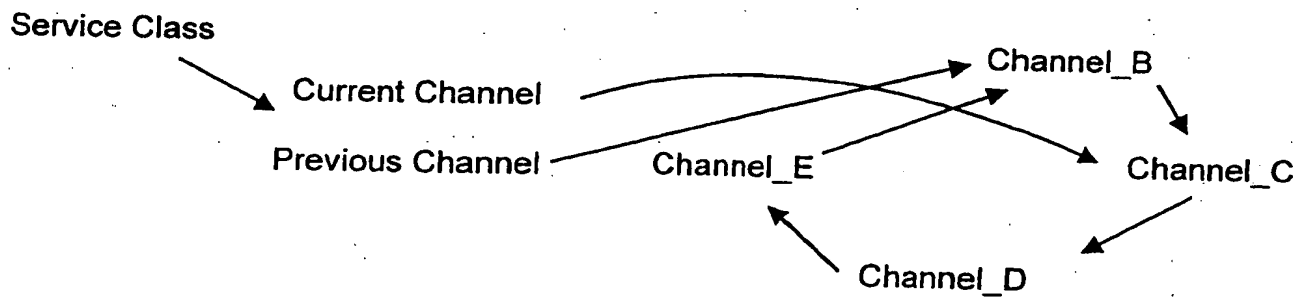 Service Class
Current Channel
Previous Channel
Channel_B
Channel_E
Channel_C
Channel_D